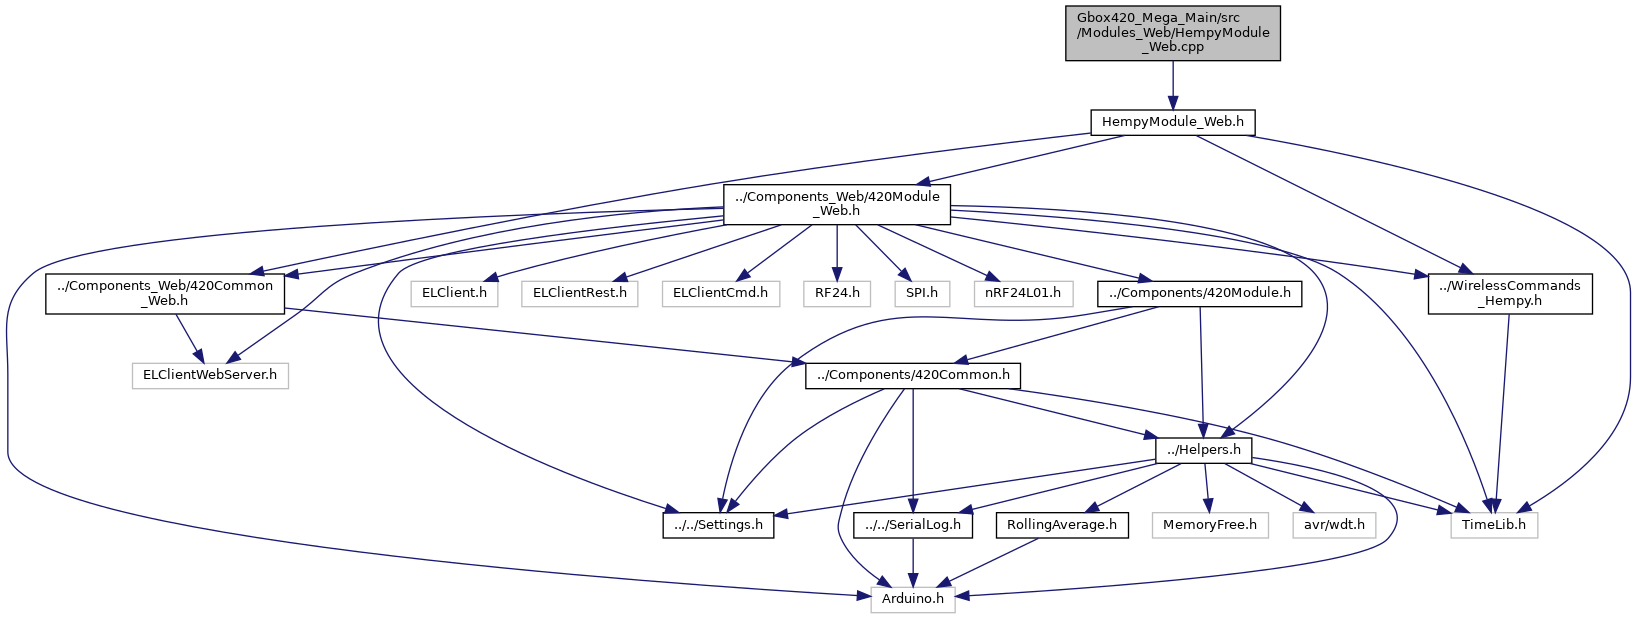 Gbox420_Mega_Main/src
/Modules_Web/HempyModule
_Web.cpp
HempyModule_Web.h
../Components_Web/420Module
_Web.h
../Components_Web/420Common
_Web.h
ELClient.h
ELClientRest.h
ELClientCmd.h
RF24.h
SPI.h
nRF24L01.h
../Components/420Module.h
../WirelessCommands
_Hempy.h
ELClientWebServer.h
../Components/420Common.h
../Helpers.h
../../Settings.h
../../SerialLog.h
RollingAverage.h
MemoryFree.h
avr/wdt.h
TimeLib.h
Arduino.h